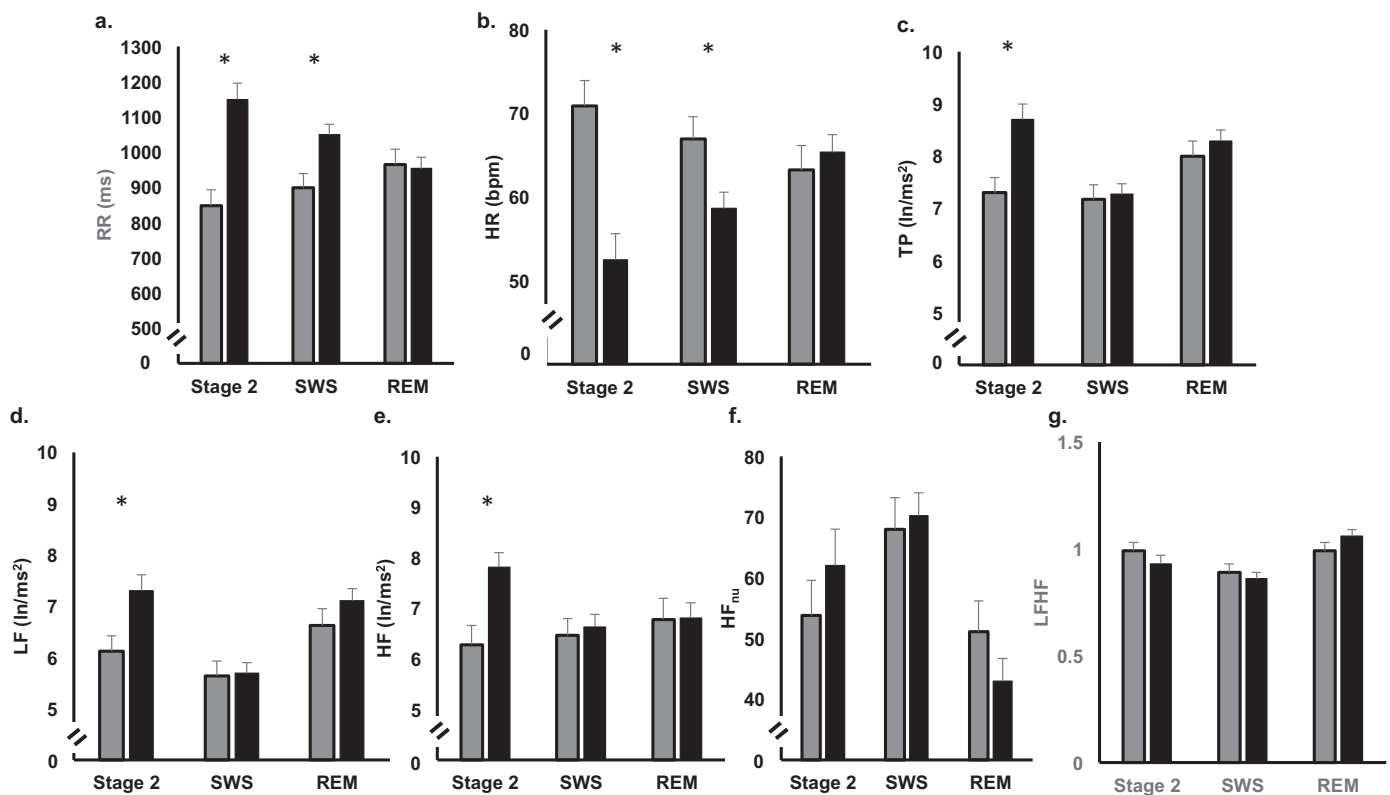 a.
RR (ms)
1300
1200
1100
1000
900
800
700
600
500
0
*
*
Stage 2 SWS REM
b.
HR (bpm)
80
70
60
50
0
*
*
Stage 2 SWS REM
c.
TP (ln/ms²)
10
9
8
7
6
5
0
*
Stage 2 SWS REM
d.
LF (ln/ms²)
10
9
8
7
6
5
0
*
Stage 2 SWS REM
e.
HF (ln/ms²)
10
9
8
7
6
5
0
*
Stage 2 SWS REM
f.
HFnu
80
70
60
50
40
0
Stage 2 SWS REM
g.
LFHF
1.5
1
0.5
0
Stage 2 SWS REM